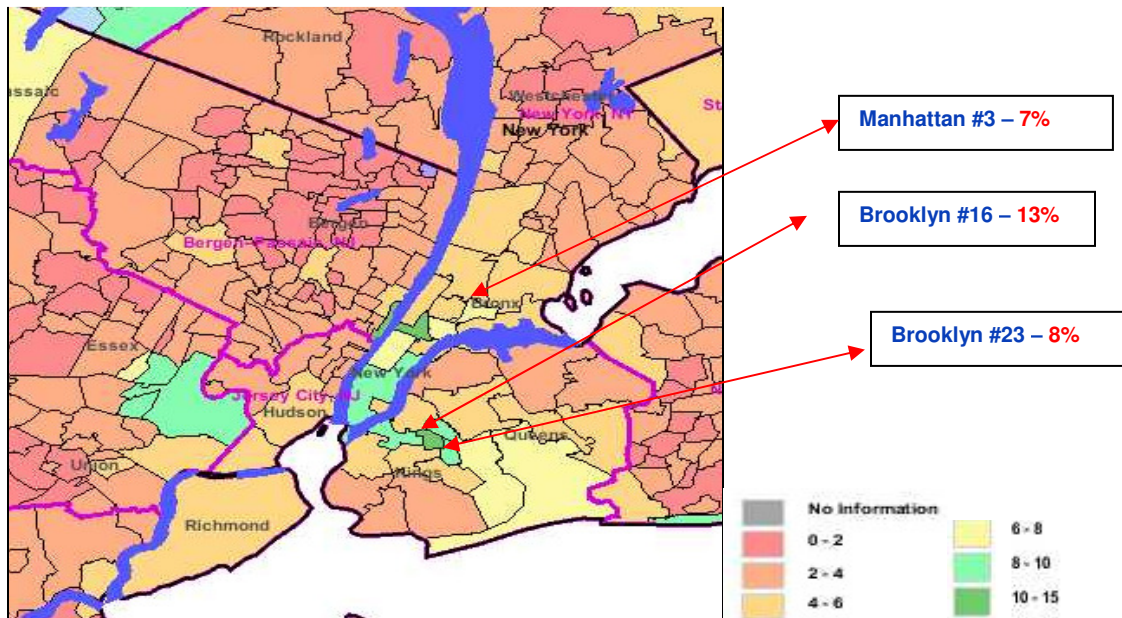 Rockland
assaic
Westchester
New York, NY
New York
St
Manhattan #3 – 7%
Brooklyn #16 – 13%
Bergen
Bergen-Passaic, NJ
Bronx
Brooklyn #23 – 8%
Essex
New York
Jersey City, NJ
Hudson
N
Queens
Union
Kings
Richmond
No Information
0 - 2
2 - 4
4 - 6
6 - 8
8 - 10
10 - 15